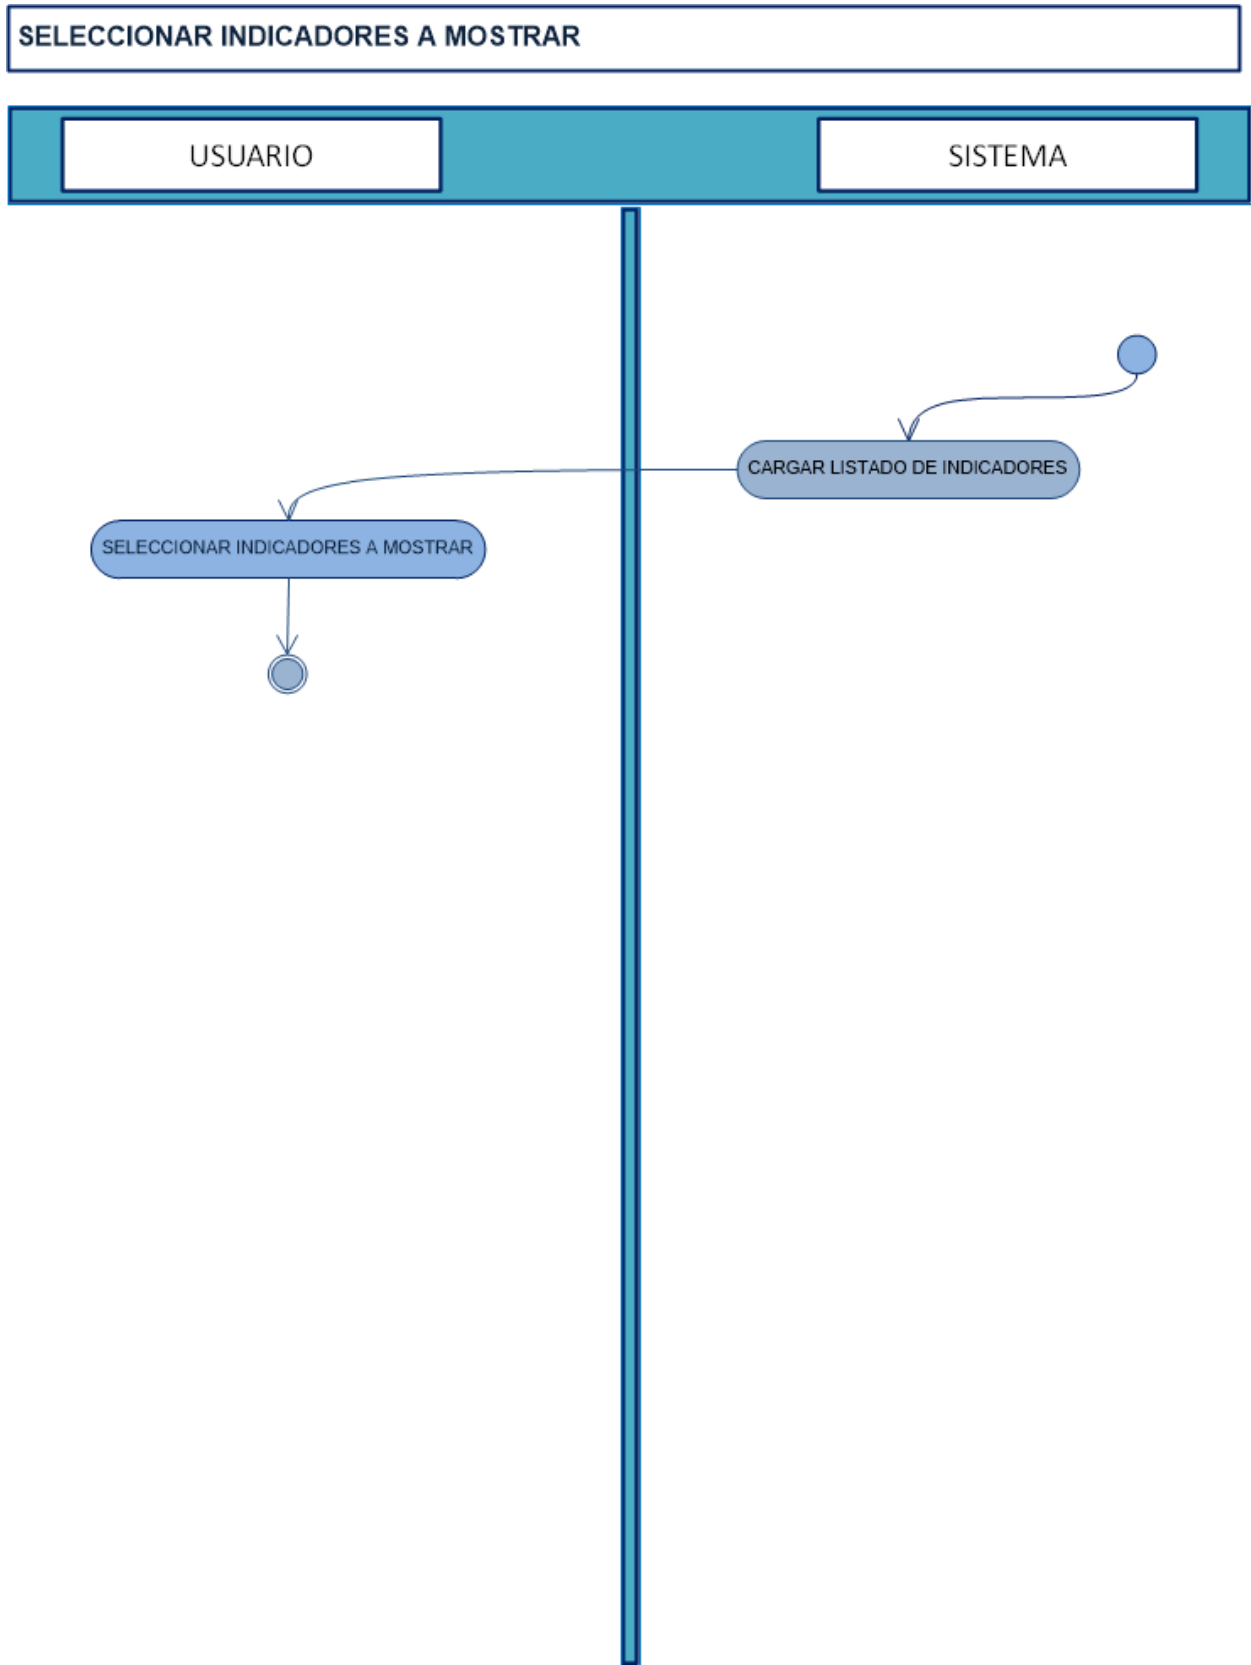 SELECCIONAR INDICADORES A MOSTRAR
USUARIO
SISTEMA
CARGAR LISTADO DE INDICADORES
SELECCIONAR INDICADORES A MOSTRAR